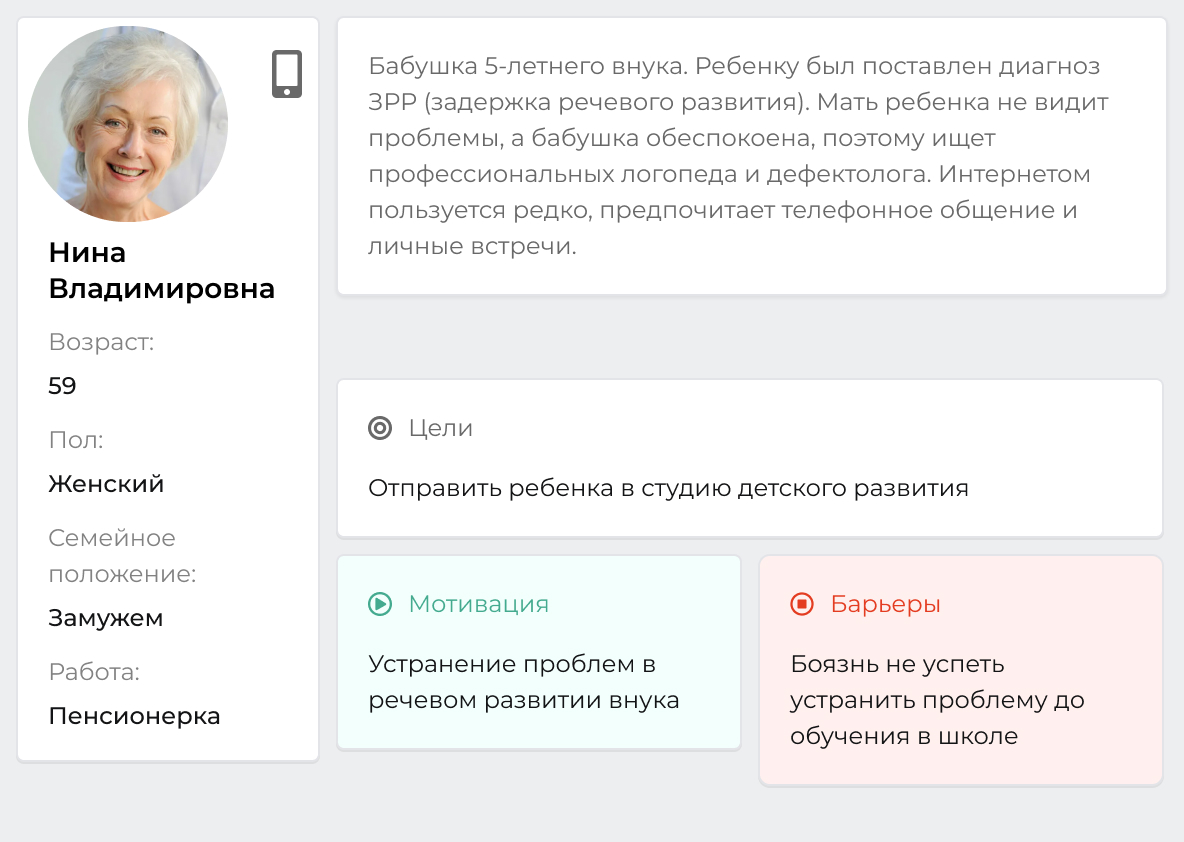 Нина
Владимировна
Возраст:
59
Пол:
Женский
Семейное
положение:
Замужем
Работа:
Пенсионерка
Бабушка 5-летнего внука. Ребенку был поставлен диагноз
ЗРР (задержка речевого развития). Мать ребенка не видит
проблемы, а бабушка обеспокоена, поэтому ищет
профессиональных логопеда и дефектолога. Интернетом
пользуется редко, предпочитает телефонное общение и
личные встречи.
Цели
Отправить ребенка в студию детского развития
Мотивация
Устранение проблем в
речевом развитии внука
Барьеры
Боязнь не успеть
устранить проблему до
обучения в школе